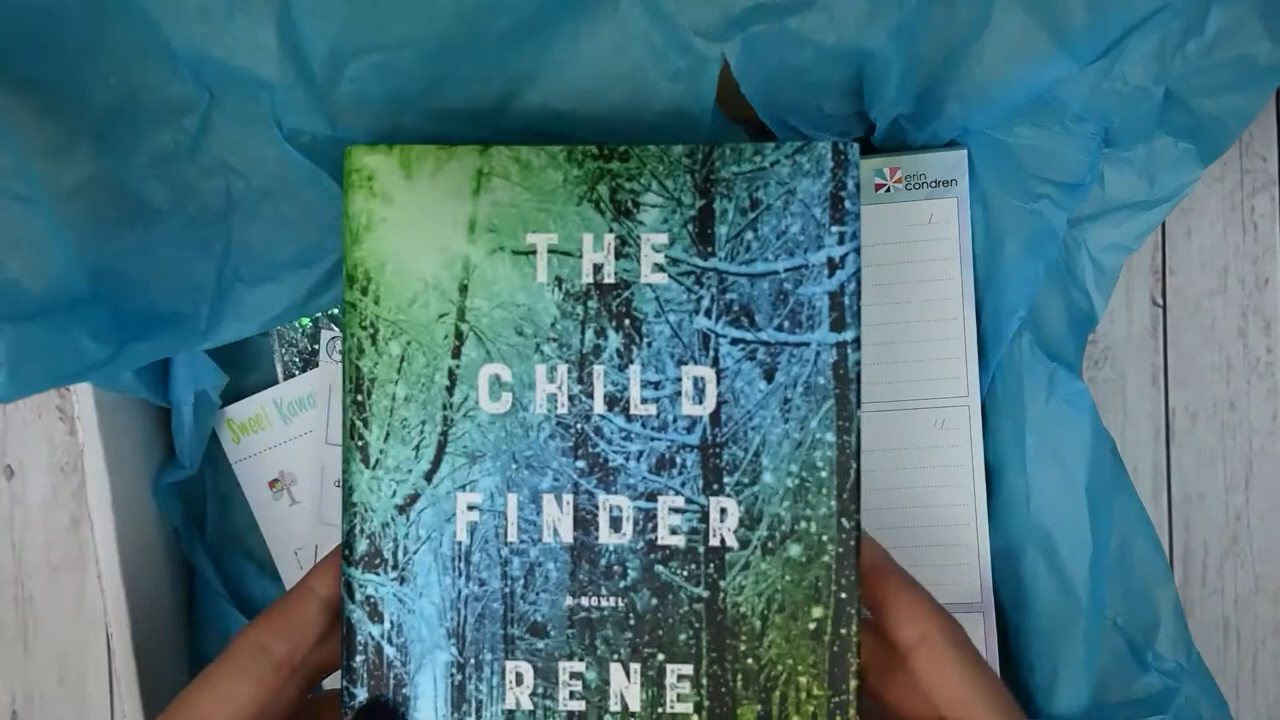 THE
CHILD
FINDER
A NOVEL
RENE
erin
condren
Sweet Kawa